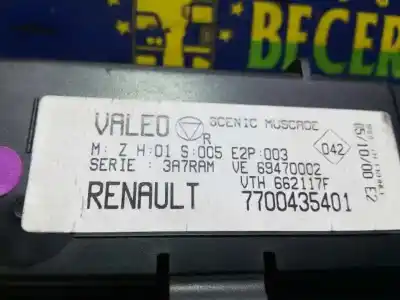 BECER
VALEO R SCENIC MUSCADE
M: Z H:01 S:005 E2P:003
SERIE : 3A7RAM VE 69470002
VTH 662117F
RENAULT 7700435401
042
05/10/00 E2